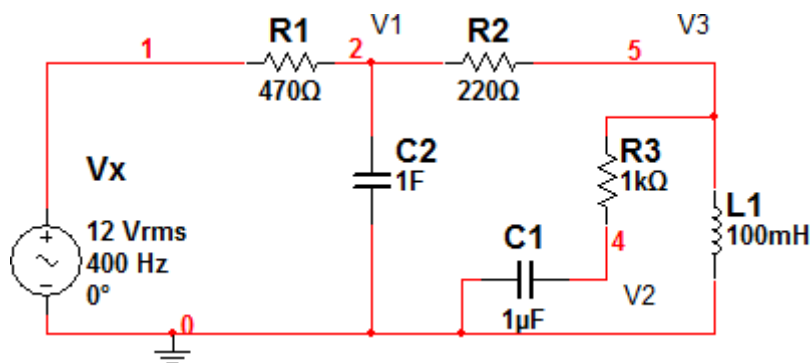 R1
V1
R2
V3
1
2
5
470Ω
220Ω
C2
1F
R3
1kΩ
Vx
L1
100mH
12 Vrms
400 Hz
0°
C1
4
V2
1µF
0